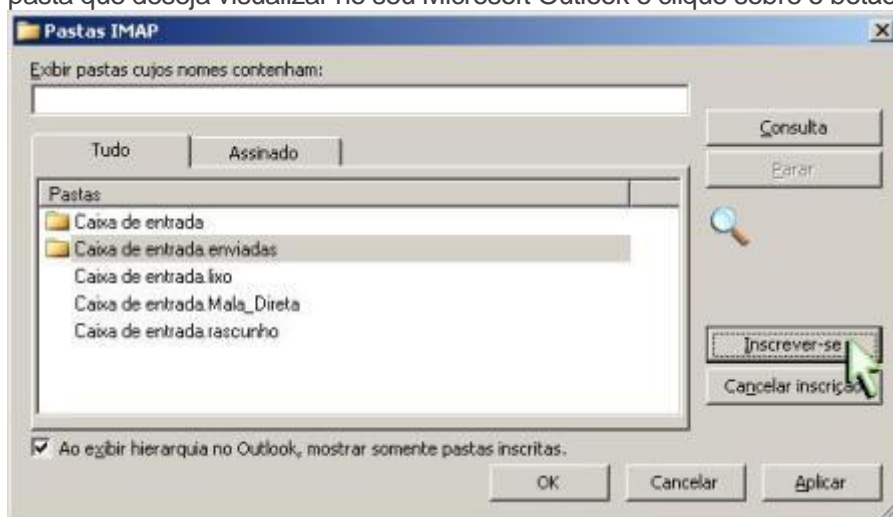 pasta que deseja visualizar no seu Microsoft Outlook e clique sobre o botão
Pastas IMAP
Exibir pastas cujos nomes contenham:
Consulta
Tudo Assinado
Parar
Pastas
Caixa de entrada
Caixa de entrada.enviadas
Caixa de entrada.lixo
Caixa de entrada.Mala_Direta
Caixa de entrada.rascunho
Inscrever-se
Cancelar inscrição
Ao exibir hierarquia no Outlook, mostrar somente pastas inscritas.
OK Cancelar Aplicar